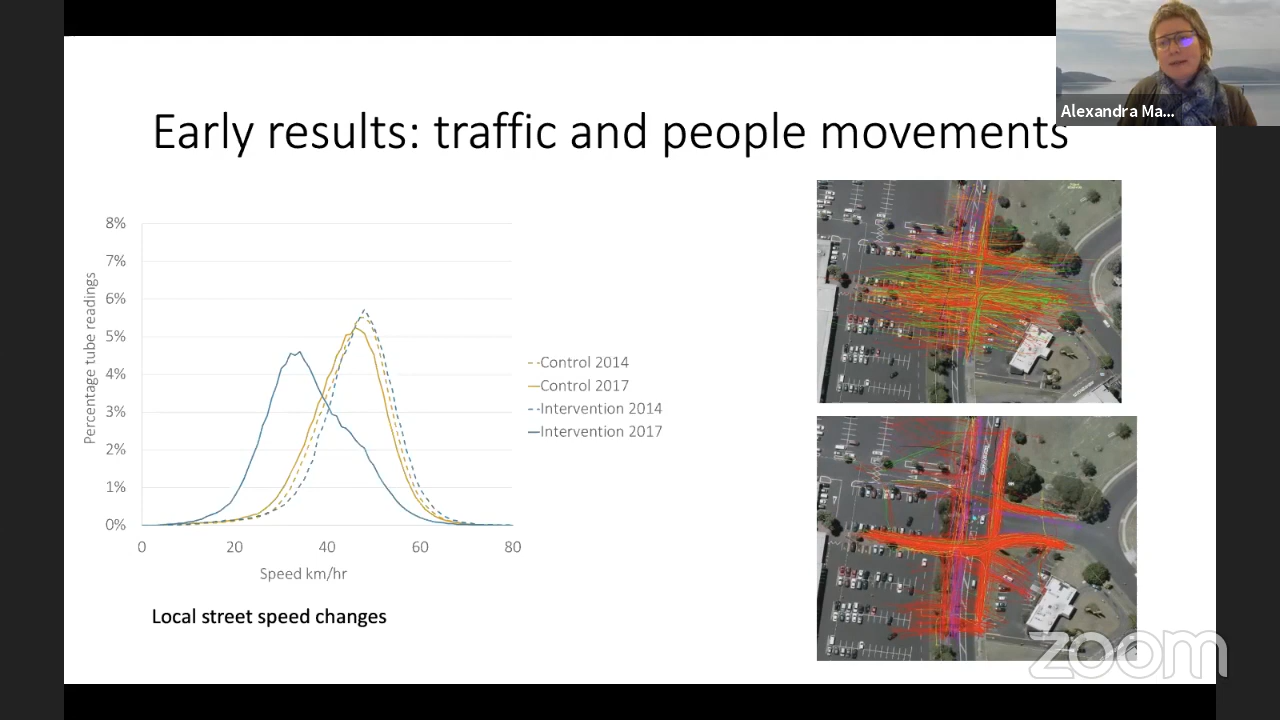 Alexandra Ma...
Early results: traffic and people movements
8%
7%
6%
5%
4%
3%
2%
1%
0%
Percentage tube readings
0 20 40 60 80
Speed km/hr
Control 2014
Control 2017
Intervention 2014
Intervention 2017
Local street speed changes
zoom